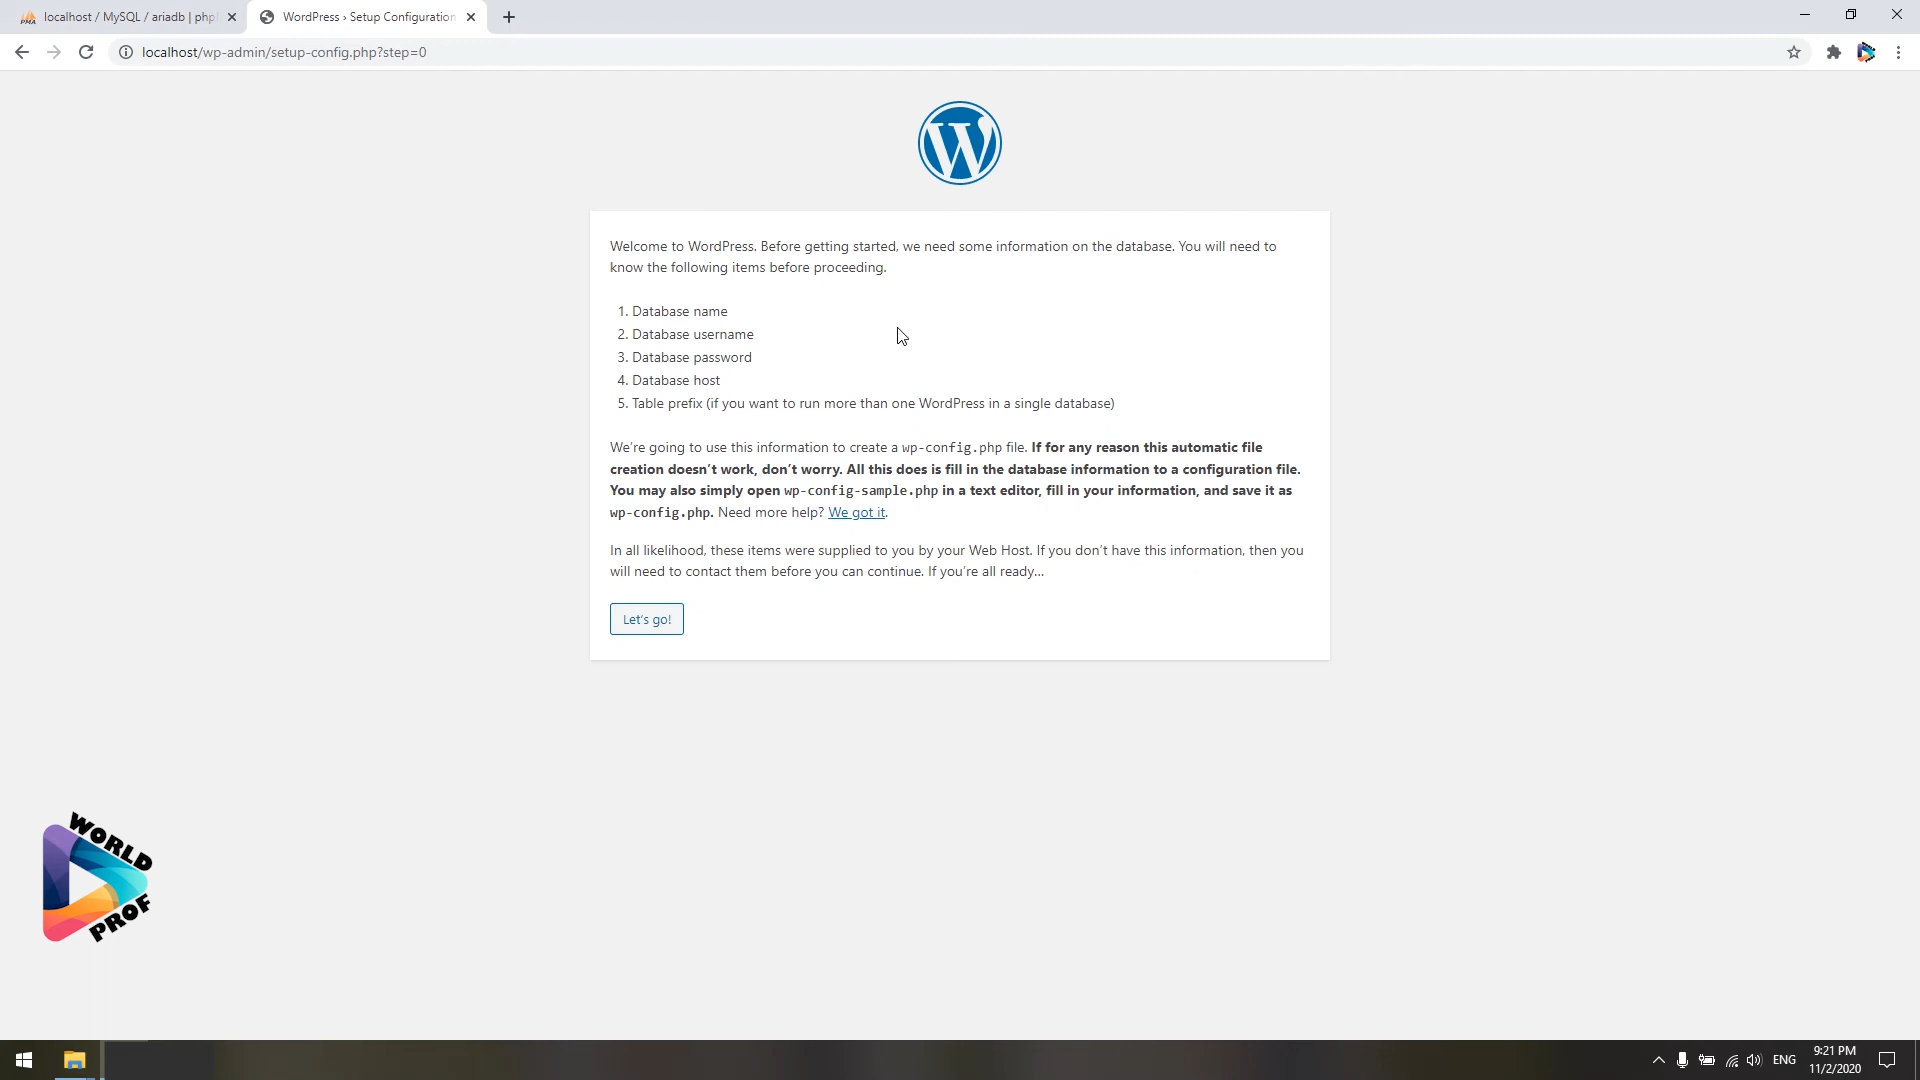 PMA localhost / MySQL / ariadb | php
WordPress › Setup Configuration
localhost/wp-admin/setup-config.php?step=0
W
Welcome to WordPress. Before getting started, we need some information on the database. You will need to
know the following items before proceeding.
1. Database name
2. Database username
3. Database password
4. Database host
5. Table prefix (if you want to run more than one WordPress in a single database)
We’re going to use this information to create a wp-config.php file. If for any reason this automatic file
creation doesn’t work, don’t worry. All this does is fill in the database information to a configuration file.
You may also simply open wp-config-sample.php in a text editor, fill in your information, and save it as
wp-config.php. Need more help? We got it.
In all likelihood, these items were supplied to you by your Web Host. If you don’t have this information, then you
will need to contact them before you can continue. If you’re all ready…
Let’s go!
WORLD
PROF
ENG
9:21 PM
11/2/2020